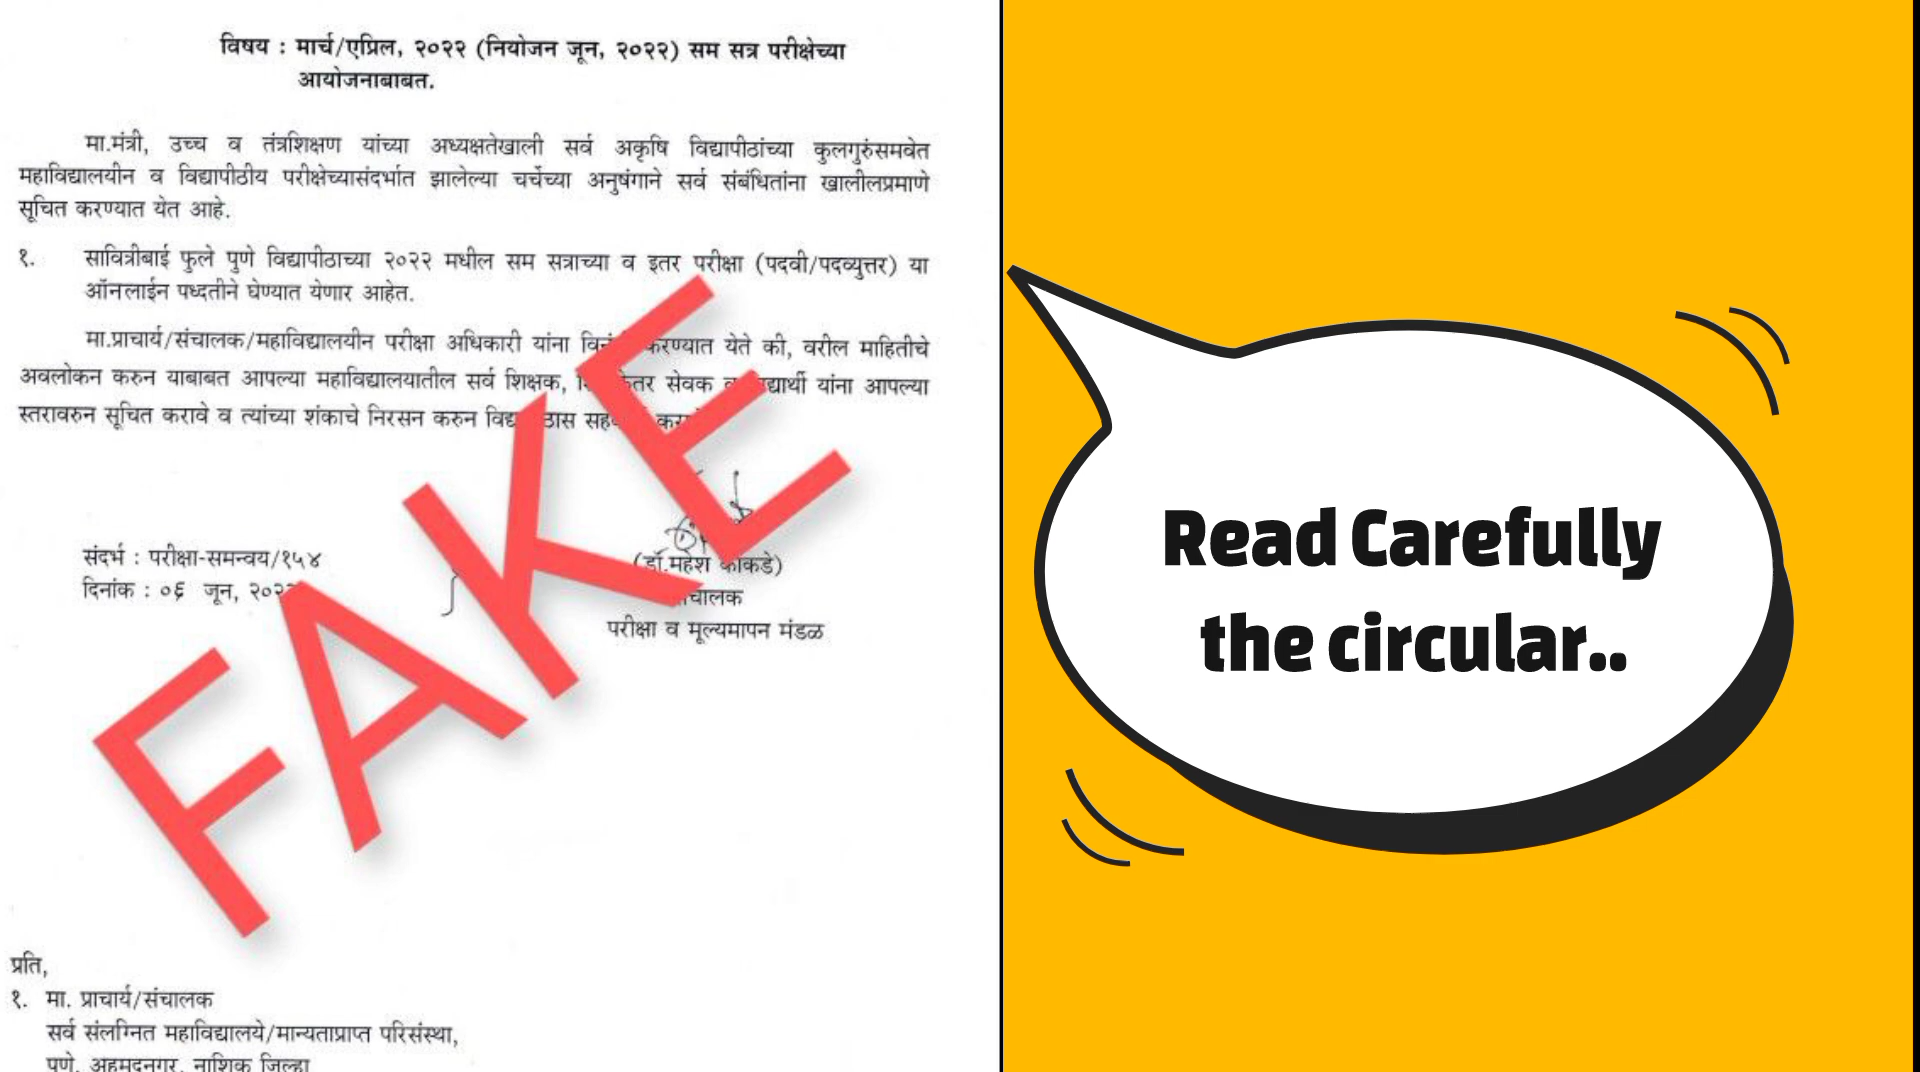 विषय : मार्च/एप्रिल, २०२२ (नियोजन जून, २०२२) सम सत्र परीक्षेच्या
आयोजनाबाबत.
मा.मंत्री, उच्च व तंत्रशिक्षण यांच्या अध्यक्षतेखाली सर्व अकृषि विद्यापीठांच्या कुलगुरुंसमवेत
महाविद्यालयीन व विद्यापीठीय परीक्षेच्यासंदर्भात झालेल्या चर्चेच्या अनुषंगाने सर्व संबंधितांना खालीलप्रमाणे
सूचित करण्यात येत आहे.
१. सावित्रीबाई फुले पुणे विद्यापीठाच्या २०२२ मधील सम सत्राच्या व इतर परीक्षा (पदवी/पदव्युत्तर) या
ऑनलाईन पध्दतीने घेण्यात येणार आहेत.
मा.प्राचार्य/संचालक/महाविद्यालयीन परीक्षा अधिकारी यांना करण्यात येते की, वरील माहितीचे
अवलोकन करुन याबाबत आपल्या महाविद्यालयातील सर्व शिक्षक, सेवक व यांना आपल्या
स्तरावरुन सूचित करावे व त्यांच्या शंकाचे निरसन करुन
संदर्भ : परीक्षा-समन्वय/१५४
दिनांक : ०६ जून,
(डॉ.महेश काकडे)
संचालक
परीक्षा व मूल्यमापन मंडळ
FAKE
प्रति,
१. मा. प्राचार्य/संचालक
सर्व संलग्नित महाविद्यालये/मान्यताप्राप्त परिसंस्था,
पुणे, अहमदनगर, नाशिक जिल्हा
Read Carefully
the circular..